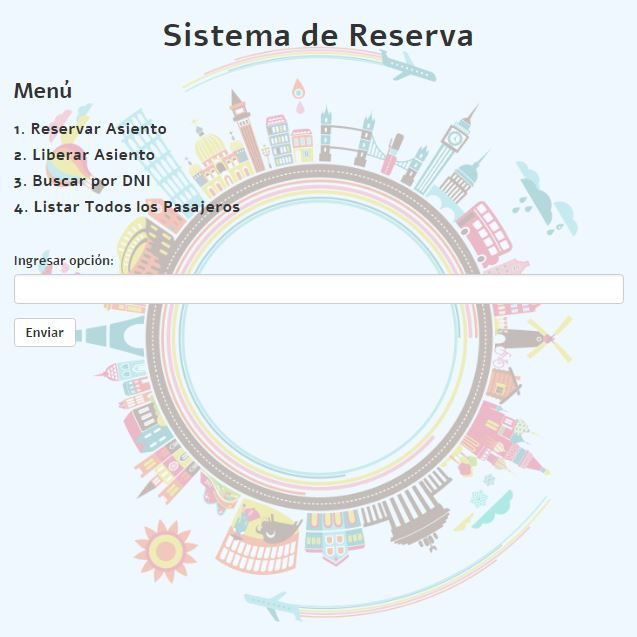 Sistema de Reserva
Menú
1. Reservar Asiento
2. Liberar Asiento
3. Buscar por DNI
4. Listar Todos los Pasajeros
Ingresar opción:
Enviar